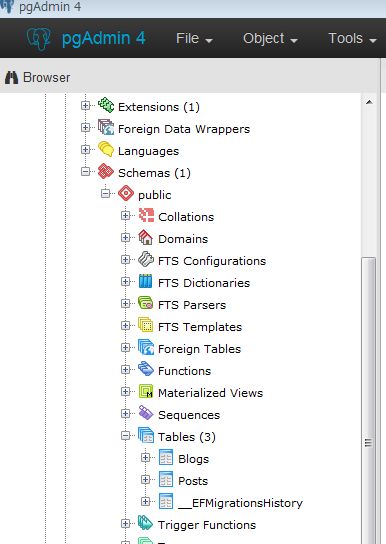 pgAdmin 4
pgAdmin 4 File Object Tools
Browser
Extensions (1)
Foreign Data Wrappers
Languages
Schemas (1)
public
Collations
Domains
FTS Configurations
FTS Dictionaries
FTS Parsers
FTS Templates
Foreign Tables
Functions
Materialized Views
Sequences
Tables (3)
Blogs
Posts
__EFMigrationsHistory
Trigger Functions